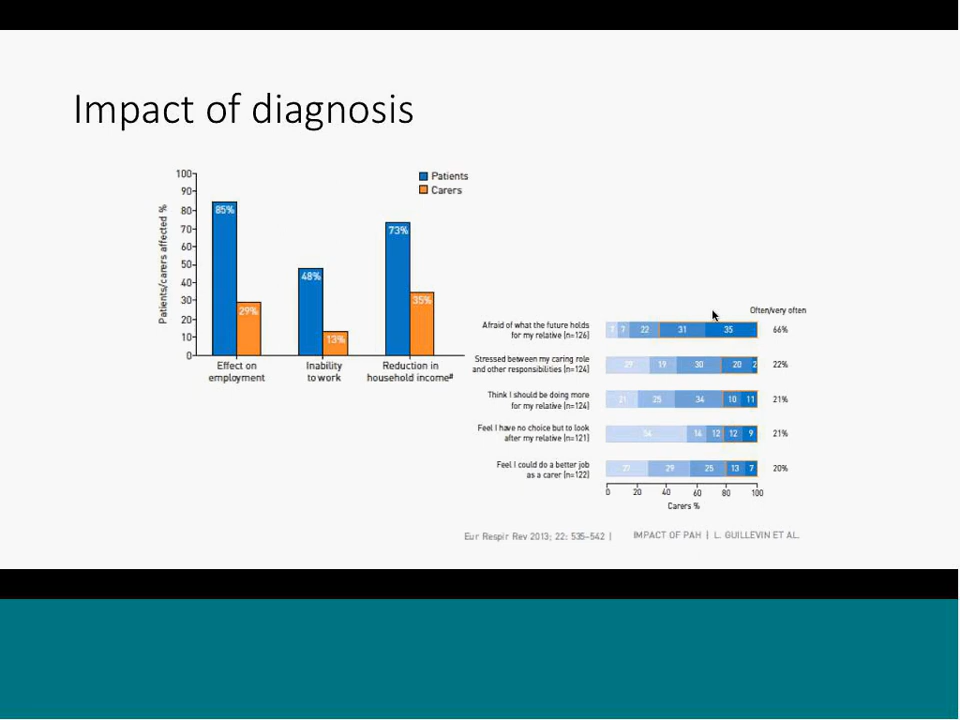 Impact of diagnosis
Patients
Carers
Patients/carers affected %
100
90
80
70
60
50
40
30
20
10
0
85%
29%
48%
13%
73%
35%
Effect on
employment
Inability
to work
Reduction in
household income#
Often/very often
Afraid of what the future holds
for my relative (n=126)
7 7 22 31 35 66%
Stressed between my caring role
and other responsibilities (n=124)
29 19 30 20 2 22%
Think I should be doing more
for my relative (n=124)
21 25 34 10 11 21%
Feel I have no choice but to look
after my relative (n=121)
54 14 12 12 9 21%
Feel I could do a better job
as a carer (n=122)
27 29 25 13 7 20%
0 20 40 60 80 100
Carers %
Eur Respir Rev 2013; 22: 535–542 | IMPACT OF PAH | L. GUILLEVIN ET AL.